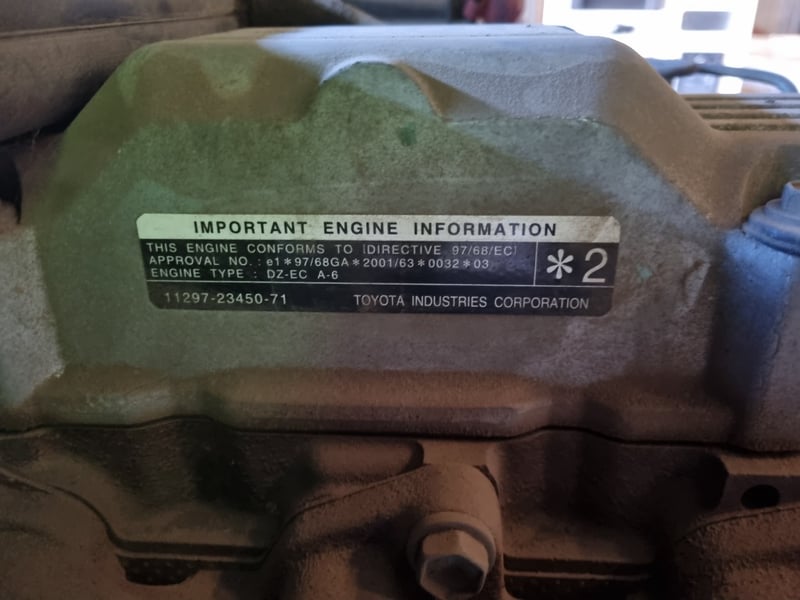 IMPORTANT ENGINE INFORMATION
THIS ENGINE CONFORMS TO [DIRECTIVE 97/68/EC]
APPROVAL NO. : e1*97/68GA*2001/63*0032*03
ENGINE TYPE : DZ-EC A-6
*2
11297-23450-71 TOYOTA INDUSTRIES CORPORATION